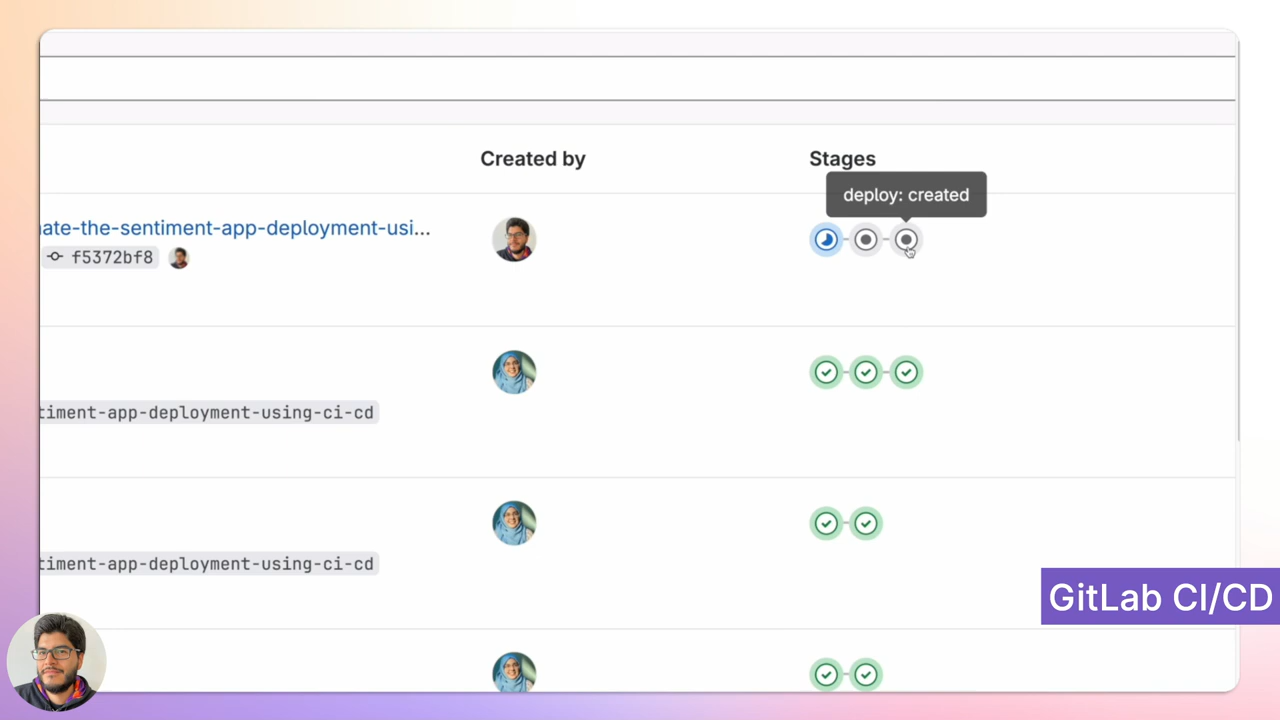 Created by
Stages
deploy: created
ate-the-sentiment-app-deployment-usi...
f5372bf8
timent-app-deployment-using-ci-cd
timent-app-deployment-using-ci-cd
GitLab CI/CD